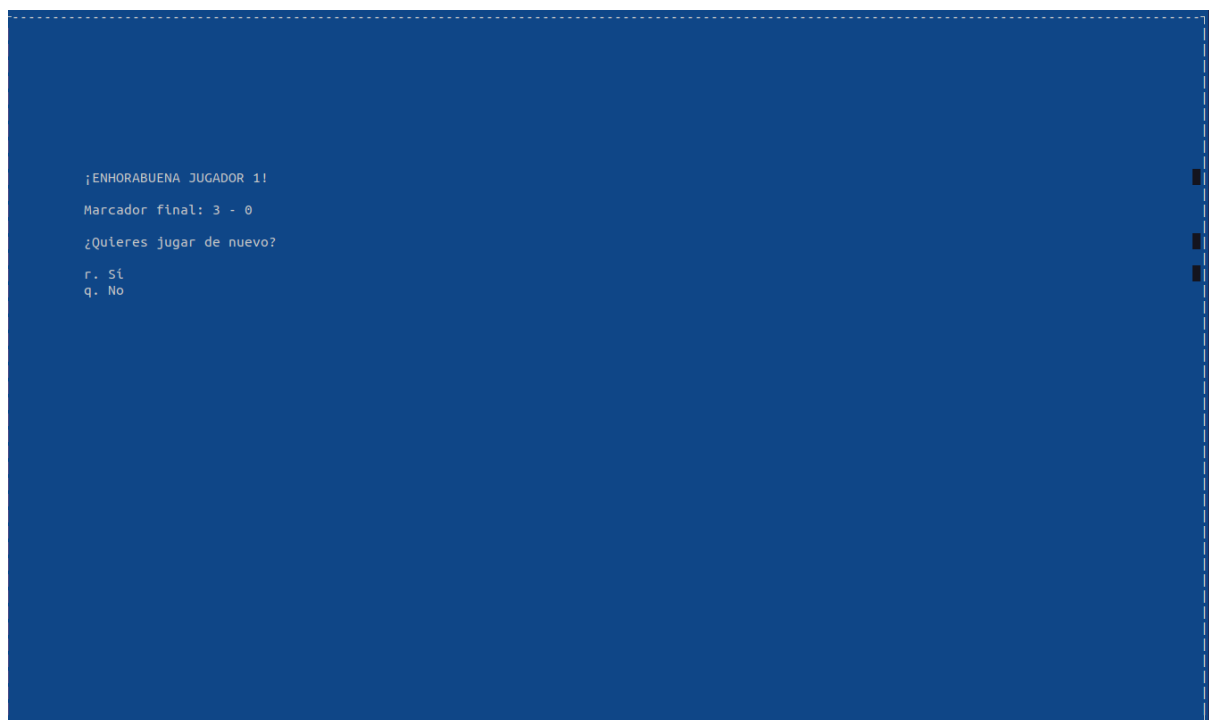 ¡ENHORABUENA JUGADOR 1!
Marcador final: 3 - 0
¿Quieres jugar de nuevo?
r. Sí
q. No